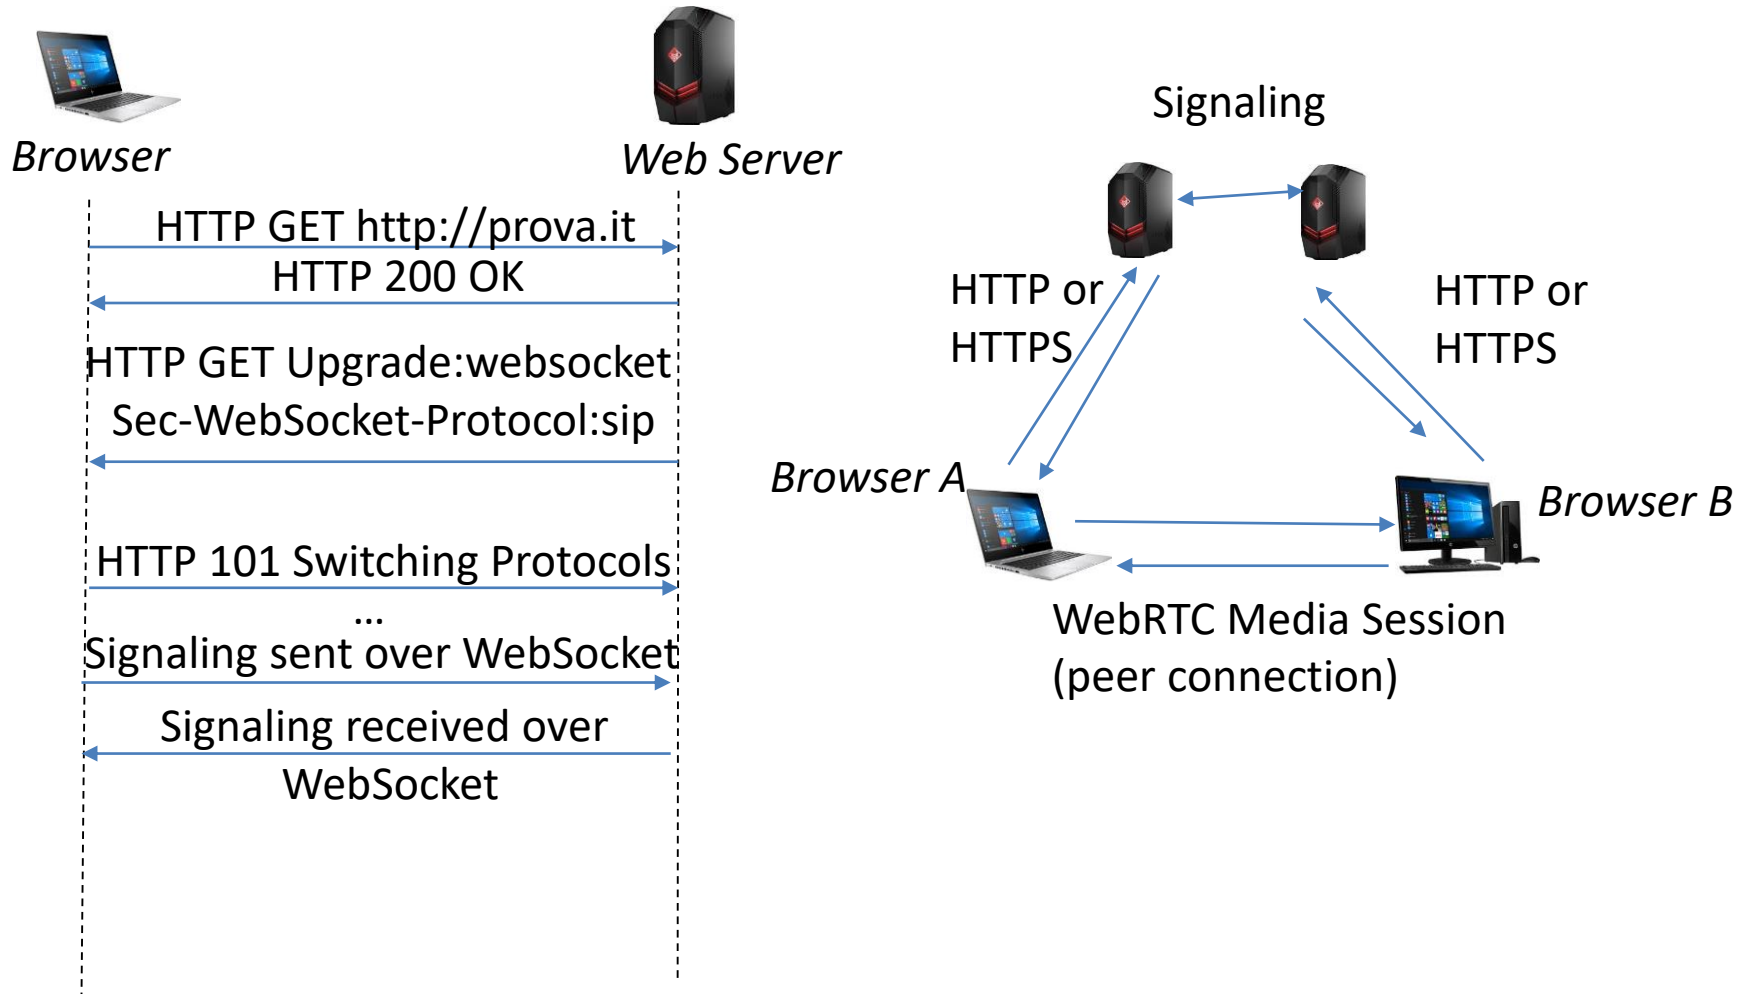 Browser
Web Server
HTTP GET http://prova.it
HTTP 200 OK
HTTP GET Upgrade:websocket
Sec-WebSocket-Protocol:sip
HTTP 101 Switching Protocols
...
Signaling sent over WebSocket
Signaling received over
WebSocket
Signaling
HTTP or
HTTPS
HTTP or
HTTPS
Browser A
Browser B
WebRTC Media Session
(peer connection)